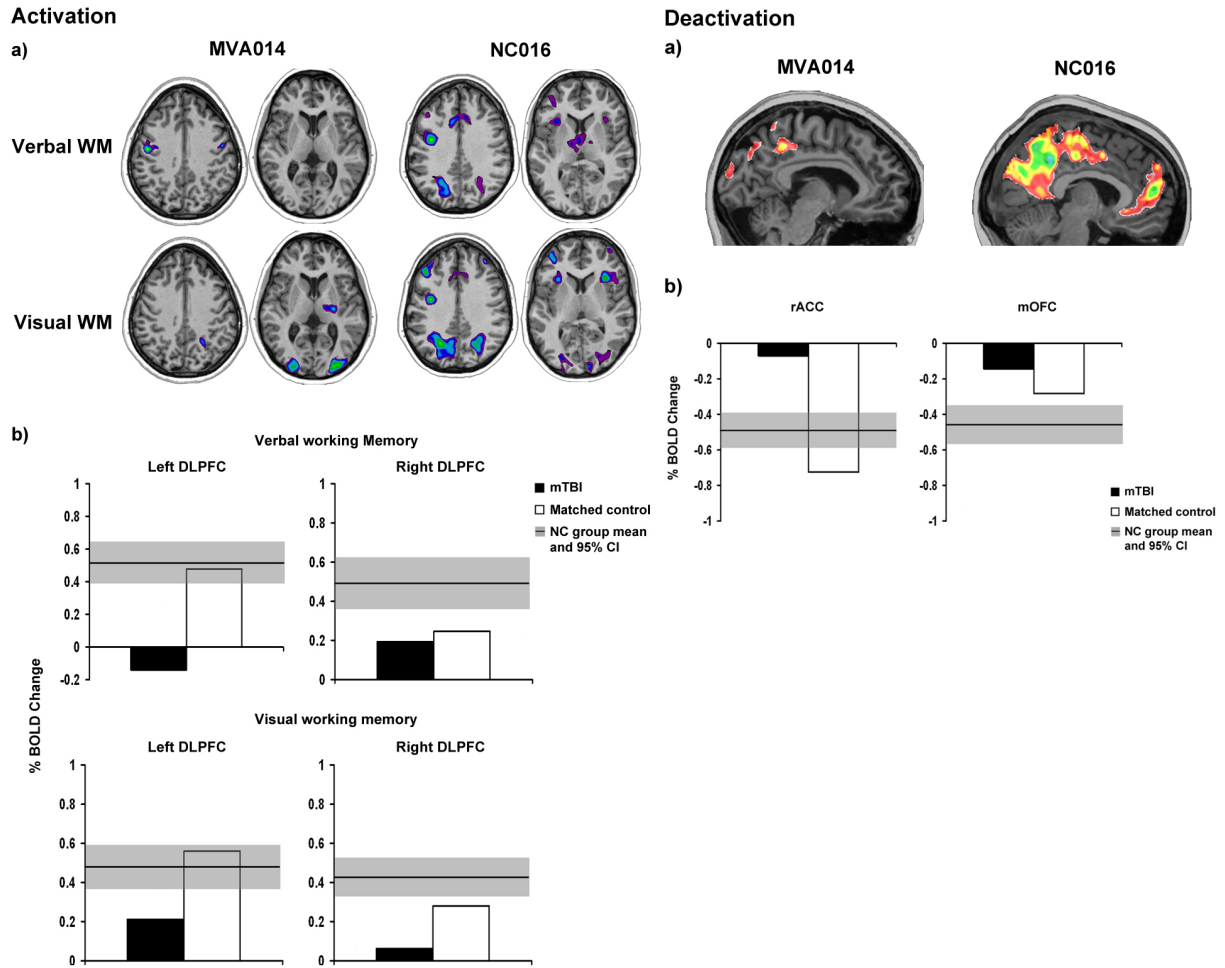 Activation
a)
MVA014 NC016
Verbal WM
Visual WM
b)
Verbal working Memory
Left DLPFC Right DLPFC
1
0.8
0.6
0.4
0.2
0
-0.2
1
0.8
0.6
0.4
0.2
0
mTBI
Matched control
NC group mean
and 95% CI
% BOLD Change
Visual working memory
Left DLPFC Right DLPFC
1
0.8
0.6
0.4
0.2
0
1
0.8
0.6
0.4
0.2
0
Deactivation
a)
MVA014 NC016
b)
rACC mOFC
% BOLD Change
0
-0.2
-0.4
-0.6
-0.8
-1
0
-0.2
-0.4
-0.6
-0.8
-1
mTBI
Matched control
NC group mean
and 95% CI